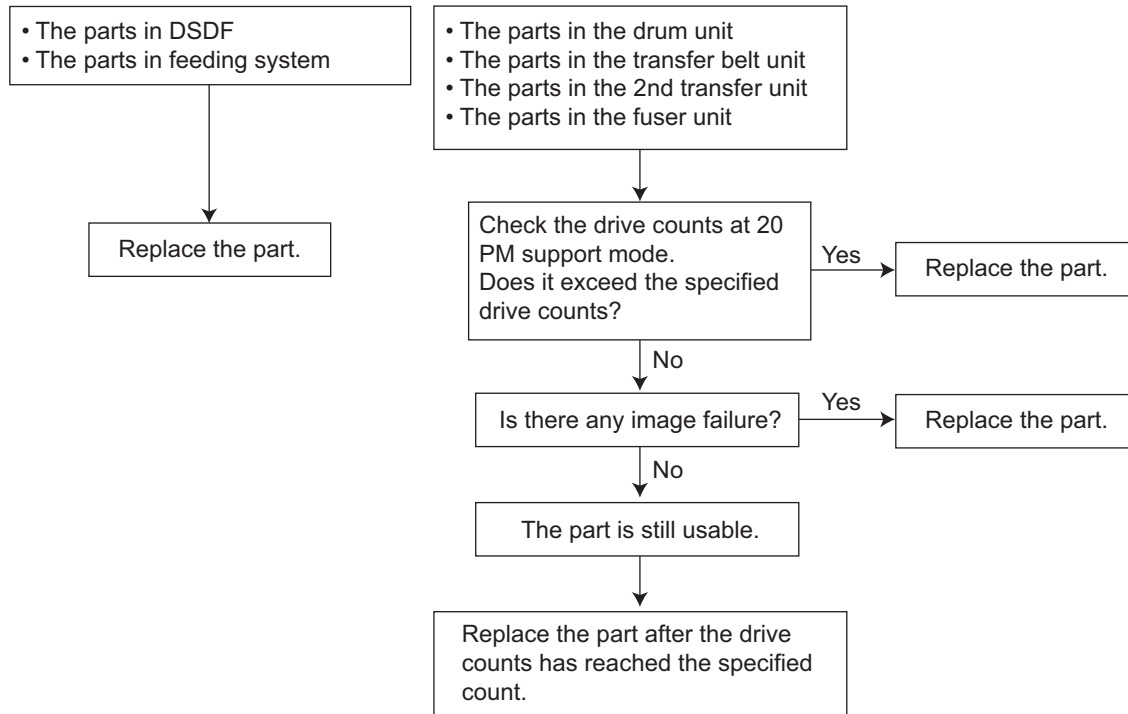 • The parts in DSDF
• The parts in feeding system
Replace the part.
• The parts in the drum unit
• The parts in the transfer belt unit
• The parts in the 2nd transfer unit
• The parts in the fuser unit
Check the drive counts at 20
PM support mode.
Does it exceed the specified
drive counts?
Yes
Replace the part.
No
Is there any image failure?
Yes
Replace the part.
No
The part is still usable.
Replace the part after the drive
counts has reached the specified
count.